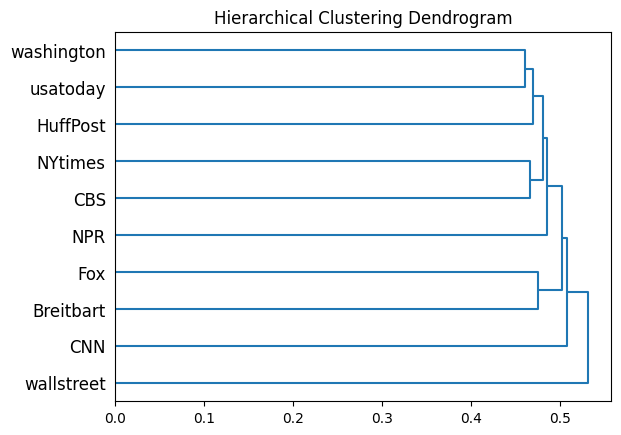 Hierarchical Clustering Dendrogram
washington
usatoday
HuffPost
NYtimes
CBS
NPR
Fox
Breitbart
CNN
wallstreet
0.0 0.1 0.2 0.3 0.4 0.5